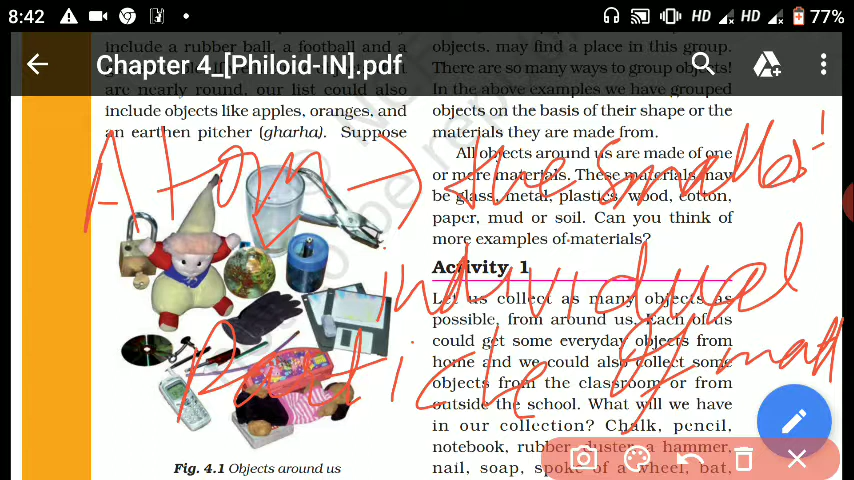 8:42 HD HD 77%
include a rubber ball, a football and a
Chapter 4_[Philoid-IN].pdf
are nearly round, our list could also
include objects like apples, oranges, and
an earthen pitcher (gharha). Suppose
Fig. 4.1 Objects around us
objects, may find a place in this group.
There are so many ways to group objects!
In the above examples we have grouped
objects on the basis of their shape or the
materials they are made from.
All objects around us are made of one
or more materials. These materials may
be glass, metal, plastics, wood, cotton,
paper, mud or soil. Can you think of
more examples of materials?
Activity 1
Let us collect as many objects as
possible, from around us. Each of us
could get some everyday objects from
home and we could also collect some
objects from the classroom or from
outside the school. What will we have
in our collection? Chalk, pencil,
notebook, rubber, duster, a hammer,
nail, soap, spoke of a wheel, bat,
Atom → the smallest
individual
Particle of matt